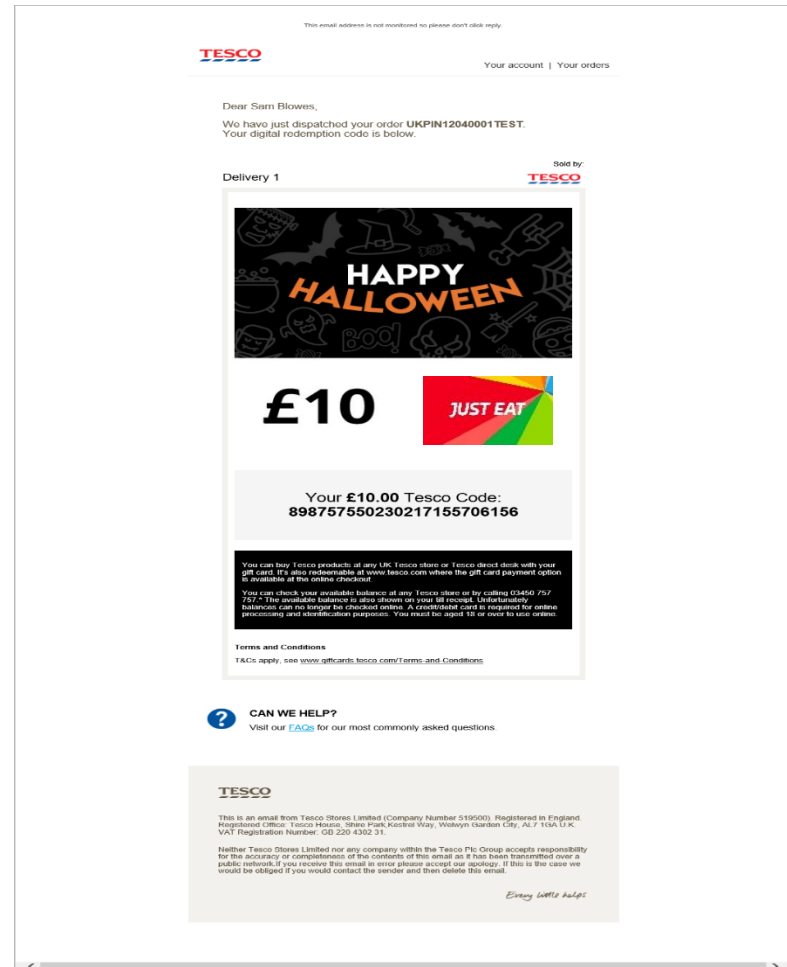 This email address is not monitored so please don't click reply.
TESCO
Your account | Your orders
Dear Sam Blowes,
We have just dispatched your order UKPIN12040001TEST.
Your digital redemption code is below.
Sold by:
Delivery 1
TESCO
HAPPY
HALLOWEEN
BOO!
£10
JUST EAT
Your £10.00 Tesco Code:
898757550230217155706156
You can buy Tesco products at any UK Tesco store or Tesco direct desk with your
gift card. It's also redeemable at www.tesco.com where the gift card payment option
is available at the online checkout.
You can check your available balance at any Tesco store or by calling 03450 757
757.* The available balance is also shown on your till receipt. Unfortunately
balances can no longer be checked online. A credit/debit card is required for online
processing and identification purposes. You must be aged 18 or over to use online.
Terms and Conditions
T&Cs apply, see www.giftcards.tesco.com/Terms-and-Conditions
CAN WE HELP?
Visit our FAQs for our most commonly asked questions.
TESCO
This is an email from Tesco Stores Limited (Company Number 519500). Registered in England.
Registered Office: Tesco House, Shire Park,Kestrel Way, Welwyn Garden City, AL7 1GA U.K.
VAT Registration Number: GB 220 4302 31.
Neither Tesco Stores Limited nor any company within the Tesco Plc Group accepts responsibility
for the accuracy or completeness of the contents of this email as it has been transmitted over a
public network.If you receive this email in error please accept our apology. If this is the case we
would be obliged if you would contact the sender and then delete this email.
Every little helps